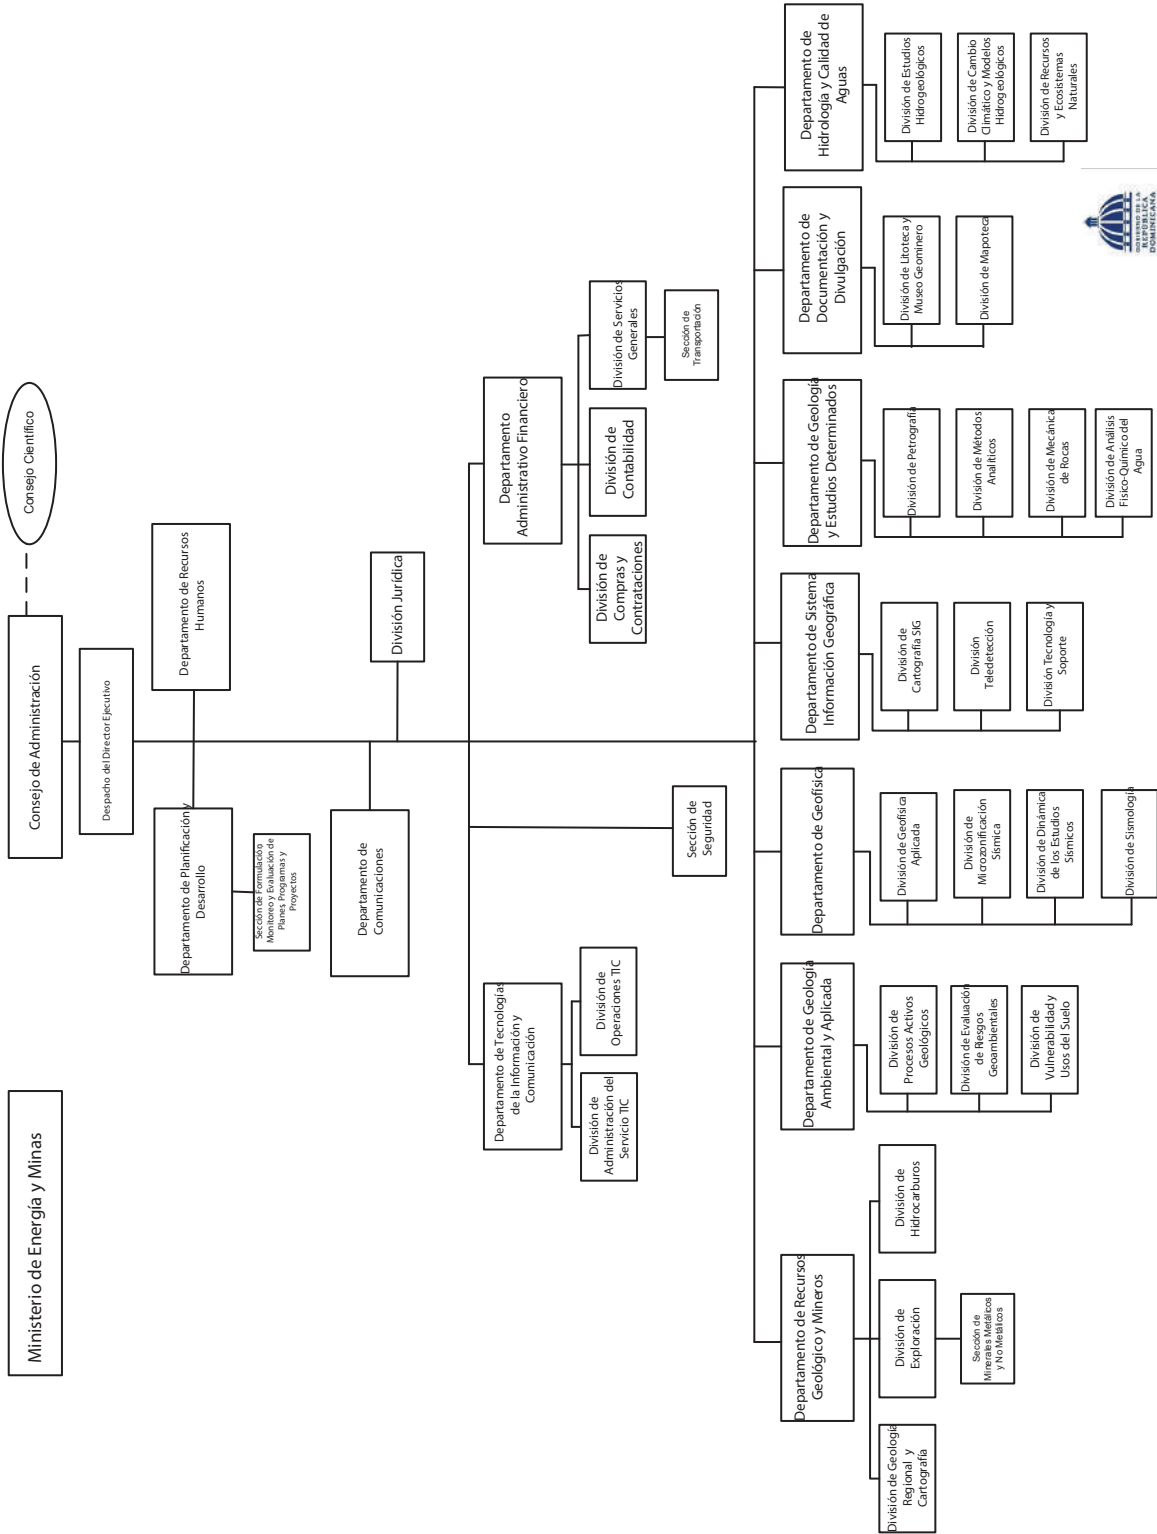 Ministerio de Energía y Minas
Consejo de Administración
Consejo Científico
Despacho del Director Ejecutivo
Departamento de Planificación y
Desarrollo
Sección de Formulación,
Monitoreo y Evaluación de
Planes Programas y
Proyectos
Departamento de Recursos
Humanos
Departamento de
Comunicaciones
División Jurídica
Departamento de Tecnologías
de la Información y
Comunicación
División de
Administración del
Servicio TIC
División de
Operaciones TIC
Sección de
Seguridad
Departamento
Administrativo Financiero
División de
Compras y
Contrataciones
División de
Contabilidad
División de Servicios
Generales
Sección de
Transportación
Departamento de Recursos
Geológico y Mineros
División de Geología
Regional y
Cartografía
División de
Exploración
Sección de
Minerales Metálicos
y No Metálicos
División de
Hidrocarburos
Departamento de Geología
Ambiental y Aplicada
División de
Procesos Activos
Geológicos
División de Evaluación
de Riesgos
Geoambientales
División de
Vulnerabilidad y
Usos del Suelo
Departamento de Geofísica
División de Geofísica
Aplicada
División de
Microzonificación
Sísmica
División de Dinámica
de los Estudios
Sísmicos
División de Sismología
Departamento de Sistema
Información Geográfica
División de
Cartografía SIG
División
Teledetección
División Tecnología y
Soporte
Departamento de Geología
y Estudios Determinados
División de Petrografía
División de Métodos
Analíticos
División de Mecánica
de Rocas
División de Análisis
Fisico-Químico del
Agua
Departamento de
Documentación y
Divulgación
División de Litoteca y
Museo Geominero
División de Mapoteca
Departamento de
Hidrología y Calidad de
Aguas
División de Estudios
Hidrogeológicos
División de Cambio
Climático y Modelos
Hidrogeológicos
División de Recursos
y Ecosistemas
Naturales
GOBIERNO DE LA
REPÚBLICA
DOMINICANA